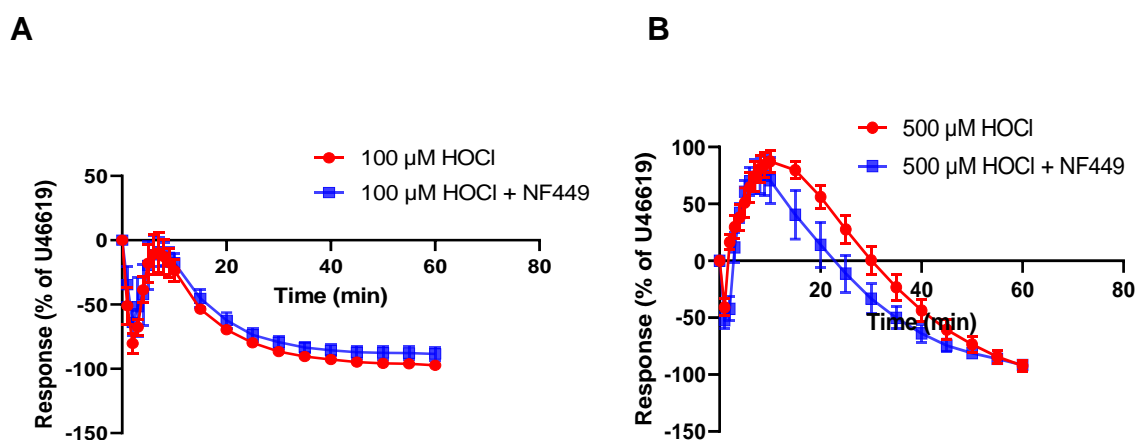 A
B
100 µM HOCl
100 µM HOCl + NF449
500 µM HOCl
500 µM HOCl + NF449
Response (% of U46619)
50
0
-50
-100
-150
20
40
60
80
Time (min)
Response (% of U46619)
100
50
0
-50
-100
-150
20
40
60
80
Time (min)